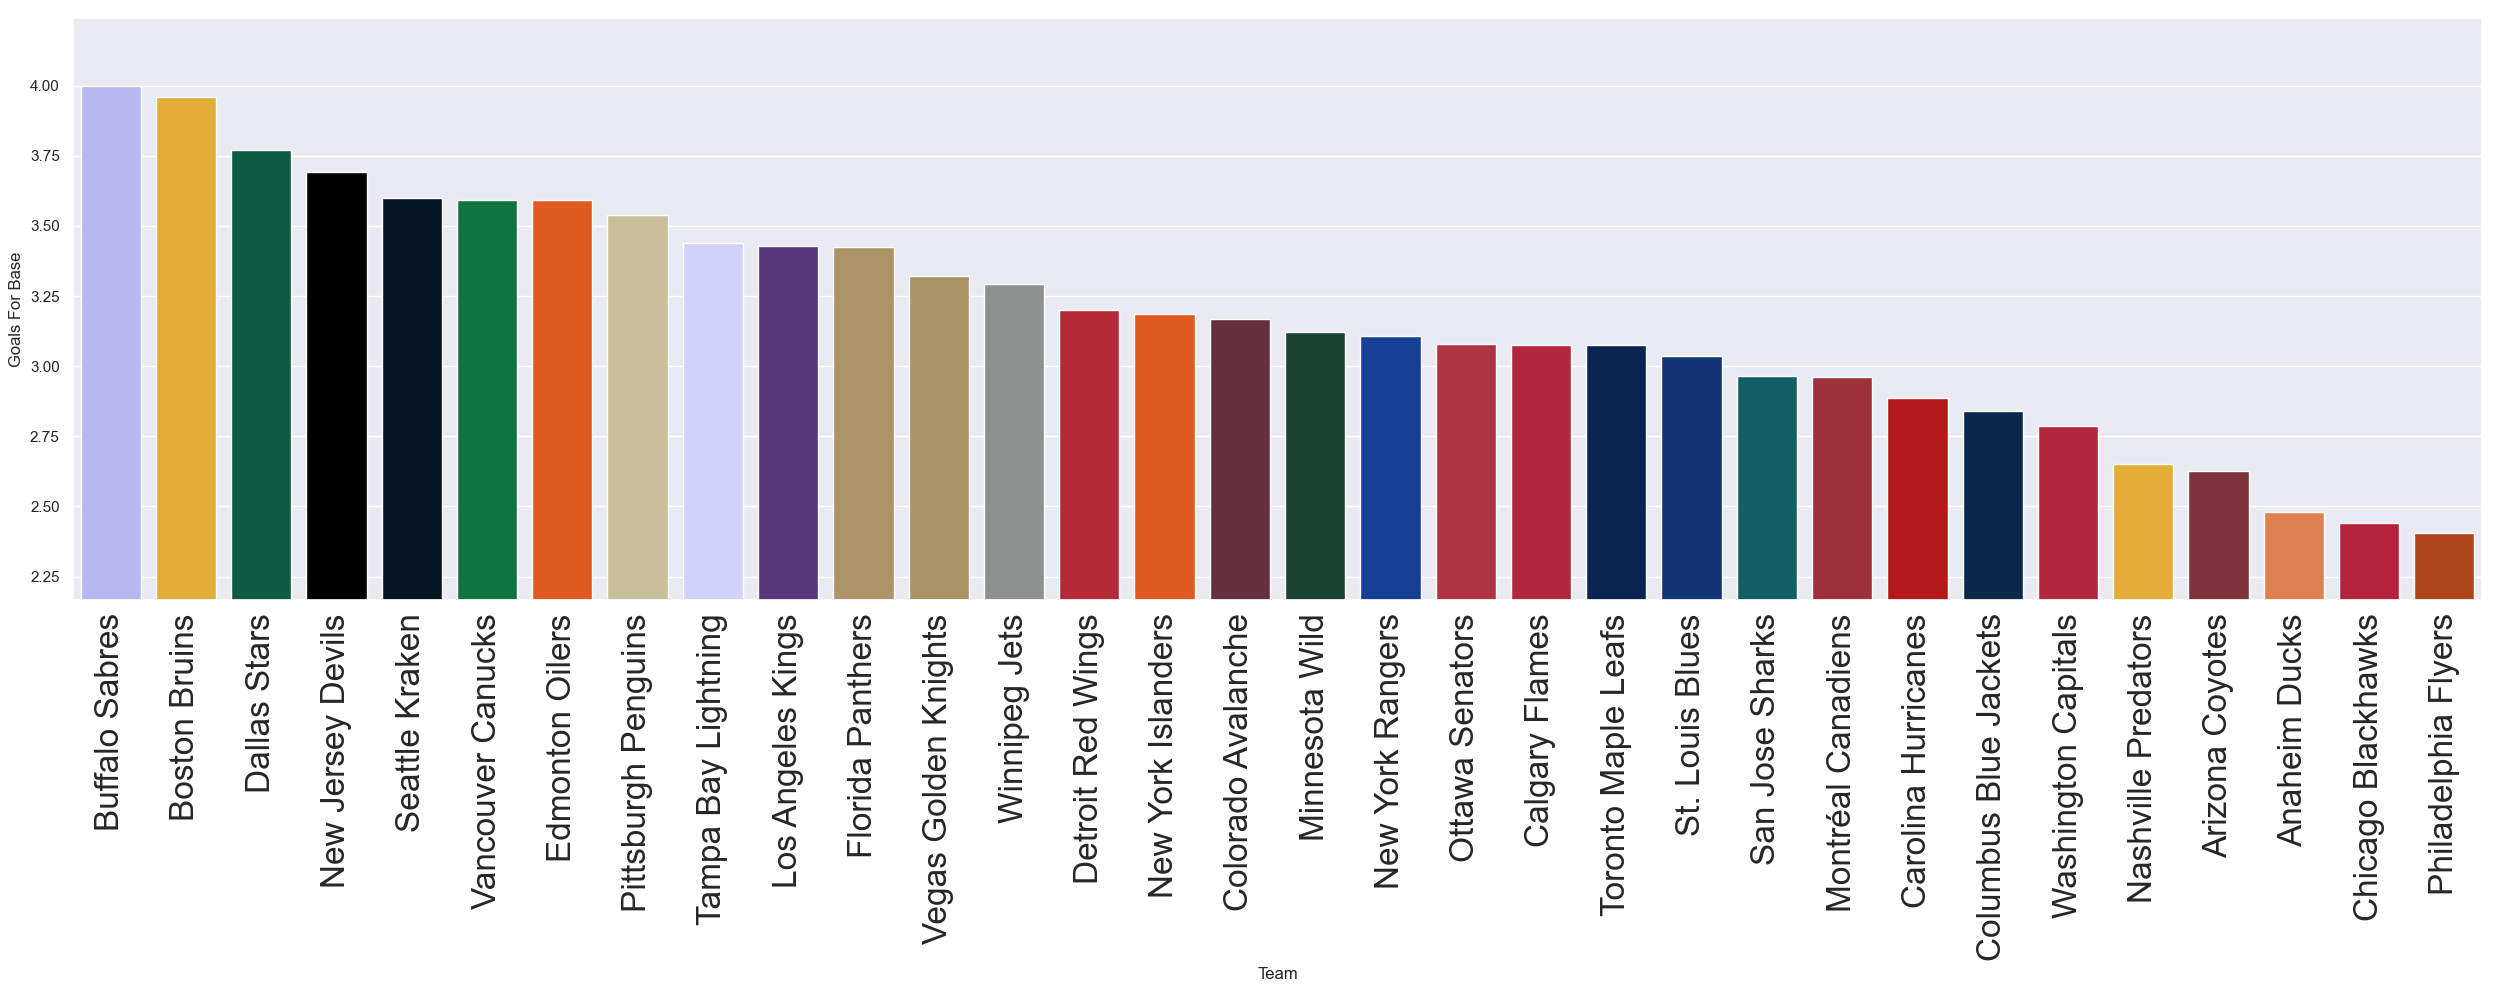 4.00
3.75
3.50
3.25
3.00
2.75
2.50
2.25
Goals For Base
Buffalo Sabres
Boston Bruins
Dallas Stars
New Jersey Devils
Seattle Kraken
Vancouver Canucks
Edmonton Oilers
Pittsburgh Penguins
Tampa Bay Lightning
Los Angeles Kings
Florida Panthers
Vegas Golden Knights
Winnipeg Jets
Detroit Red Wings
New York Islanders
Colorado Avalanche
Minnesota Wild
New York Rangers
Ottawa Senators
Calgary Flames
Toronto Maple Leafs
St. Louis Blues
San Jose Sharks
Montréal Canadiens
Carolina Hurricanes
Columbus Blue Jackets
Washington Capitals
Nashville Predators
Arizona Coyotes
Anaheim Ducks
Chicago Blackhawks
Philadelphia Flyers
Team